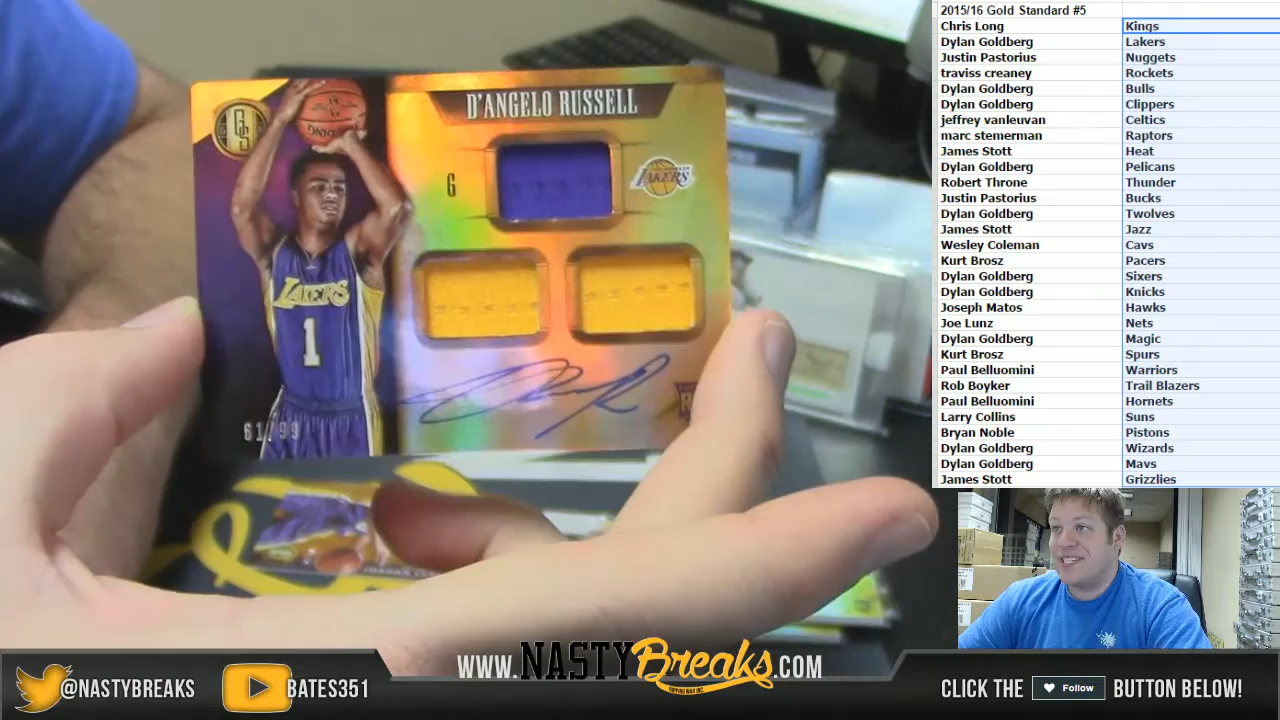 2015/16 Gold Standard #5
Chris Long Kings
Dylan Goldberg Lakers
Justin Pastorius Nuggets
traviss creaney Rockets
Dylan Goldberg Bulls
Dylan Goldberg Clippers
jeffrey vanleuvan Celtics
marc stemerman Raptors
James Stott Heat
Dylan Goldberg Pelicans
Robert Throne Thunder
Justin Pastorius Bucks
Dylan Goldberg Twolves
James Stott Jazz
Wesley Coleman Cavs
Kurt Brosz Pacers
Dylan Goldberg Sixers
Dylan Goldberg Knicks
Joseph Matos Hawks
Joe Lunz Nets
Dylan Goldberg Magic
Kurt Brosz Spurs
Paul Belluomini Warriors
Rob Boyker Trail Blazers
Paul Belluomini Hornets
Larry Collins Suns
Bryan Noble Pistons
Dylan Goldberg Wizards
Dylan Goldberg Mavs
James Stott Grizzlies
D'ANGELO RUSSELL
GS
G
LAKERS
LAKERS
1
61/99
JORDAN
@NASTYBREAKS
BATES351
WWW.NASTYBreaks.COM
RIPPING WAX INC.
CLICK THE Follow BUTTON BELOW!